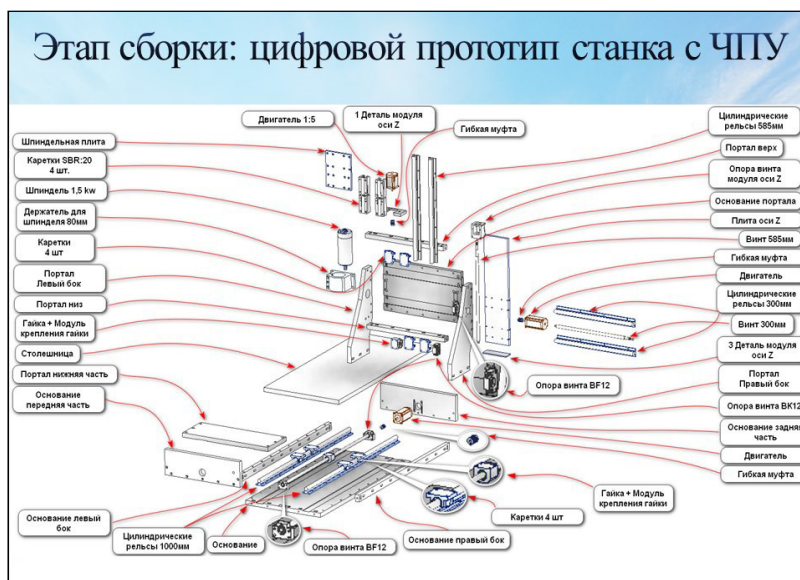 Этап сборки: цифровой прототип станка с ЧПУ
Двигатель 1:5
1 Деталь модуля
оси Z
Гибкая муфта
Шпиндельная плита
Каретки SBR:20
4 шт.
Шпиндель 1,5 kw
Держатель для
шпинделя 80мм
Каретки
4 шт
Портал
Левый бок
Портал низ
Гайка + Модуль
крепления гайки
Столешница
Портал нижняя часть
Основание
передняя часть
Цилиндрические
рельсы 585мм
Портал верх
Опора винта
модуля оси Z
Основание портала
Плита оси Z
Винт 585мм
Гибкая муфта
Двигатель
Цилиндрические
рельсы 300мм
Винт 300мм
3 Деталь модуля
оси Z
Портал
Правый бок
Опора винта BF12
Опора винта BK12
Основание задняя
часть
Двигатель
Гибкая муфта
Гайка + Модуль
крепления гайки
Каретки 4 шт
Основание левый
бок
Цилиндрические
рельсы 1000мм
Основание
Опора винта BF12
Основание правый бок